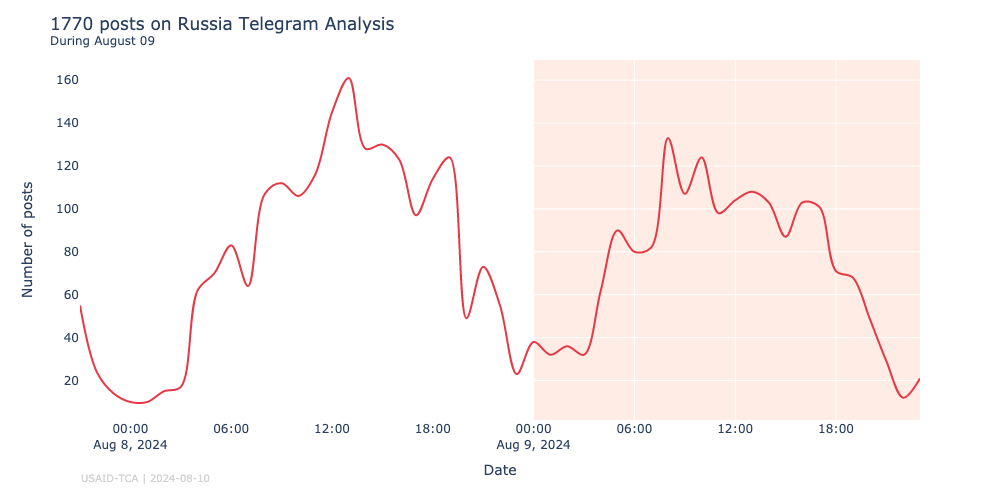 1770 posts on Russia Telegram Analysis
During August 09
160
140
120
100
80
60
40
20
Number of posts
00:00 06:00 12:00 18:00 00:00 06:00 12:00 18:00
Aug 8, 2024 Aug 9, 2024
Date
USAID-TCA | 2024-08-10